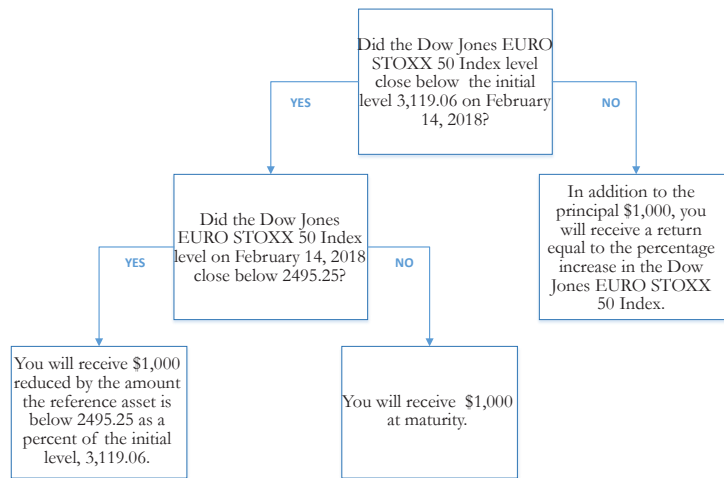 Did the Dow Jones EURO
STOXX 50 Index level
close below the initial
level 3,119.06 on February
14, 2018?
YES
NO
Did the Dow Jones
EURO STOXX 50 Index
level on February 14, 2018
close below 2495.25?
In addition to the
principal $1,000, you
will receive a return
equal to the percentage
increase in the Dow
Jones EURO STOXX
50 Index.
YES
NO
You will receive $1,000
reduced by the amount
the reference asset is
below 2495.25 as a
percent of the initial
level, 3,119.06.
You will receive $1,000
at maturity.